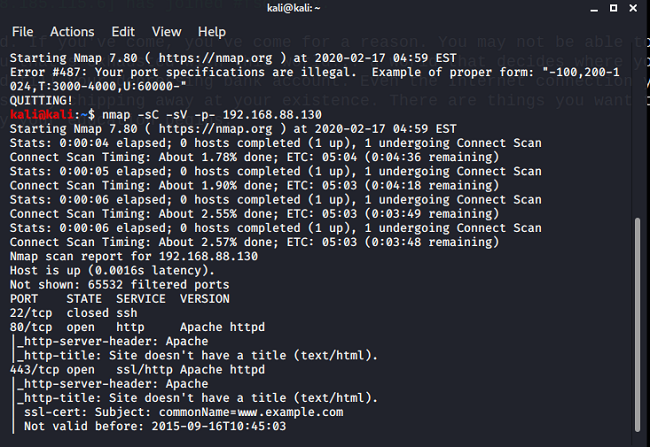 kali@kali: ~
File Actions Edit View Help
Starting Nmap 7.80 ( https://nmap.org ) at 2020-02-17 04:59 EST
Error #487: Your port specifications are illegal.  Example of proper form: "-100,200-1
024,T:3000-4000,U:60000-"
QUITTING!
kali@kali:~$ nmap -sC -sV -p- 192.168.88.130
Starting Nmap 7.80 ( https://nmap.org ) at 2020-02-17 04:59 EST
Stats: 0:00:04 elapsed; 0 hosts completed (1 up), 1 undergoing Connect Scan
Connect Scan Timing: About 1.78% done; ETC: 05:04 (0:04:36 remaining)
Stats: 0:00:05 elapsed; 0 hosts completed (1 up), 1 undergoing Connect Scan
Connect Scan Timing: About 1.90% done; ETC: 05:03 (0:04:18 remaining)
Stats: 0:00:06 elapsed; 0 hosts completed (1 up), 1 undergoing Connect Scan
Connect Scan Timing: About 2.55% done; ETC: 05:03 (0:03:49 remaining)
Stats: 0:00:06 elapsed; 0 hosts completed (1 up), 1 undergoing Connect Scan
Connect Scan Timing: About 2.57% done; ETC: 05:03 (0:03:48 remaining)
Nmap scan report for 192.168.88.130
Host is up (0.0016s latency).
Not shown: 65532 filtered ports
PORT    STATE  SERVICE  VERSION
22/tcp  closed ssh
80/tcp  open   http     Apache httpd
|_http-server-header: Apache
|_http-title: Site doesn't have a title (text/html).
443/tcp open   ssl/http Apache httpd
|_http-server-header: Apache
|_http-title: Site doesn't have a title (text/html).
| ssl-cert: Subject: commonName=www.example.com
| Not valid before: 2015-09-16T10:45:03